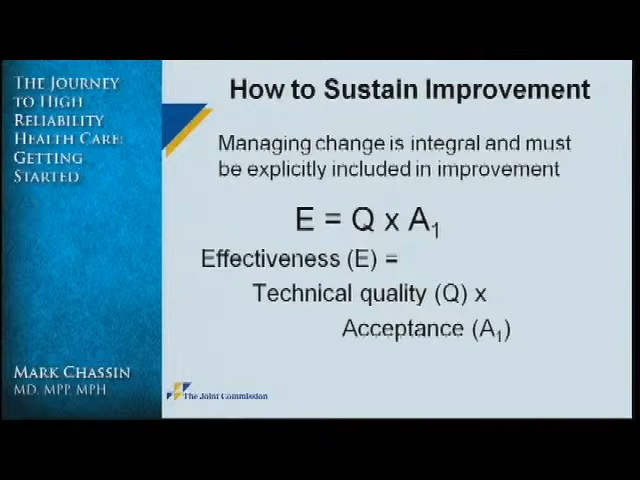 THE JOURNEY
TO HIGH
RELIABILITY
HEALTH CARE:
GETTING
STARTED
MARK CHASSIN
MD, MPP, MPH
How to Sustain Improvement
Managing change is integral and must
be explicitly included in improvement
E = Q x A₁
Effectiveness (E) =
Technical quality (Q) x
Acceptance (A₁)
The Joint Commission